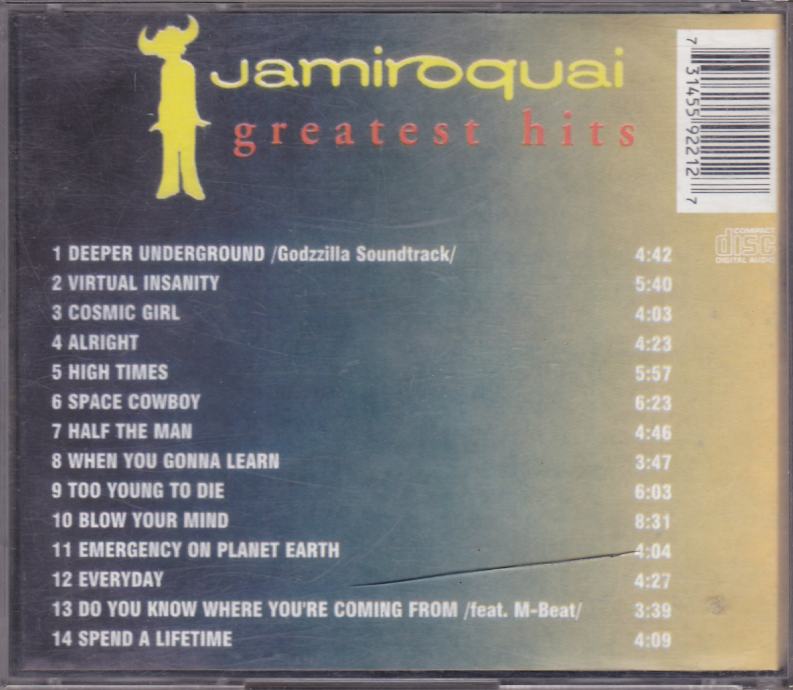 Jamiroquai
greatest hits
7 31455 92212 7
COMPACT
disc
DIGITAL AUDIO
1 DEEPER UNDERGROUND /Godzzilla Soundtrack/ 4:42
2 VIRTUAL INSANITY 5:40
3 COSMIC GIRL 4:03
4 ALRIGHT 4:23
5 HIGH TIMES 5:57
6 SPACE COWBOY 6:23
7 HALF THE MAN 4:46
8 WHEN YOU GONNA LEARN 3:47
9 TOO YOUNG TO DIE 6:03
10 BLOW YOUR MIND 8:31
11 EMERGENCY ON PLANET EARTH 4:04
12 EVERYDAY 4:27
13 DO YOU KNOW WHERE YOU'RE COMING FROM /feat. M-Beat/ 3:39
14 SPEND A LIFETIME 4:09